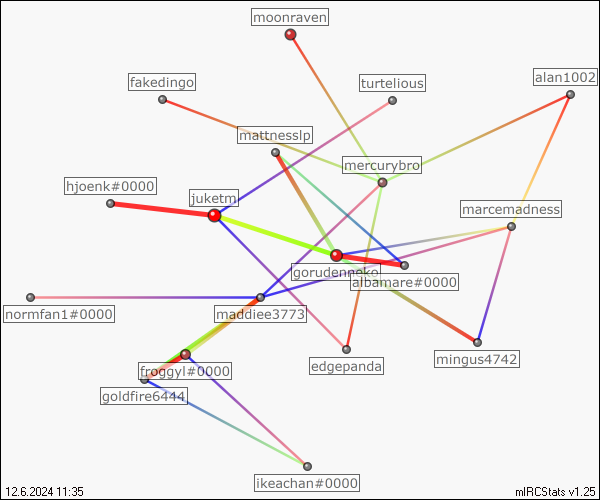 moonraven
fakedingo
turtelious
alan1002
mattnesslp
mercurybro
hjoenk#0000
juketm
marcemadness
gorudenneko
albanare#0000
normfan1#0000
maddiee3773
edgepanda
mingus4742
froggyl#0000
goldfire6444
ikeachan#0000
12.6.2024 11:35
mIRCStats v1.25